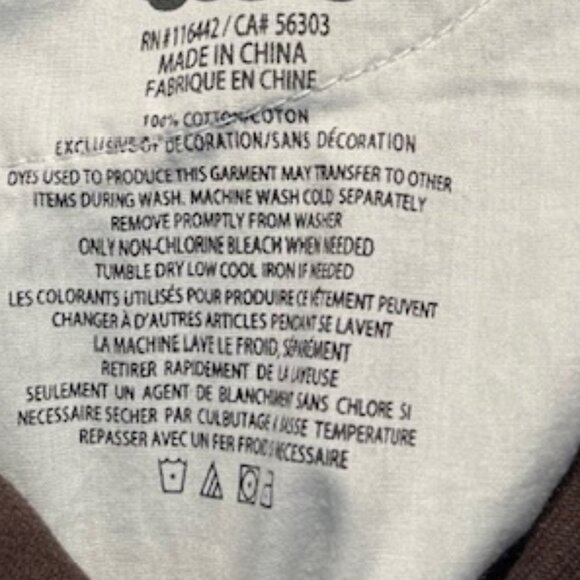 RN#116442/CA# 56303
MADE IN CHINA
FABRIQUE EN CHINE
100% COTTON/COTON
EXCLUSIVE OF DECORATION/SANS DÉCORATION
DYES USED TO PRODUCE THIS GARMENT MAY TRANSFER TO OTHER
ITEMS DURING WASH. MACHINE WASH COLD SEPARATELY
REMOVE PROMPTLY FROM WASHER
ONLY NON-CHLORINE BLEACH WHEN NEEDED
TUMBLE DRY LOW COOL IRON IF NEEDED
LES COLORANTS UTILISÉS POUR PRODUIRE CE VÊTEMENT PEUVENT
CHANGER À D'AUTRES ARTICLES PENDANT SE LAVENT
LA MACHINE LAVE LE FROID, SÉPARÉMENT
RETIRER RAPIDEMENT DE LA LAVEUSE
SEULEMENT UN AGENT DE BLANCHIMENT SANS CHLORE SI
NECESSAIRE SECHER PAR CULBUTAGE À BASSE TEMPERATURE
REPASSER AVEC UN FER FROID NECESSAIRE